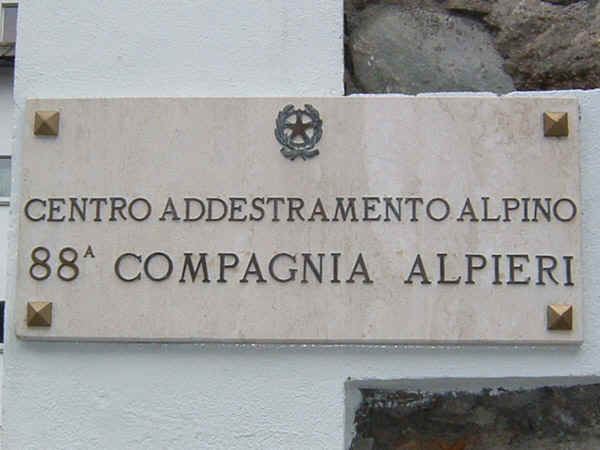 CENTRO ADDESTRAMENTO ALPINO
88ᴬ COMPAGNIA ALPIERI